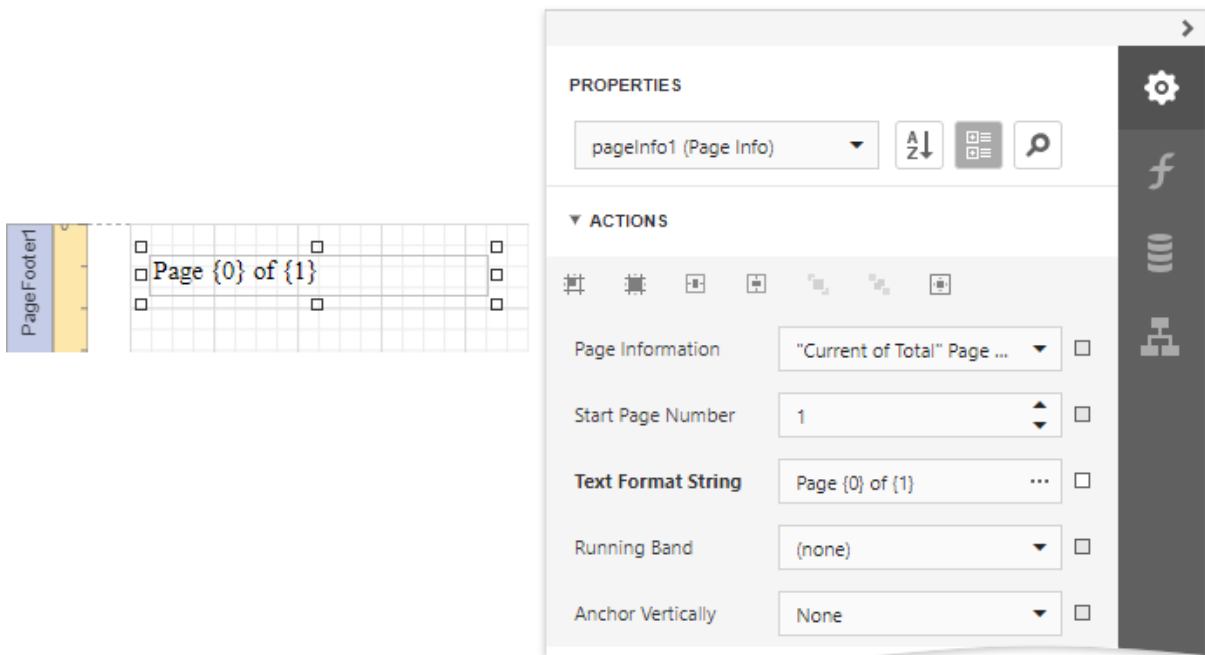 PROPERTIES
pageInfo1 (Page Info)
A
Z
ACTIONS
PageFooter1
0
Page {0} of {1}
Page Information
"Current of Total" Page ...
Start Page Number
1
Text Format String
Page {0} of {1}
...
Running Band
(none)
Anchor Vertically
None
f